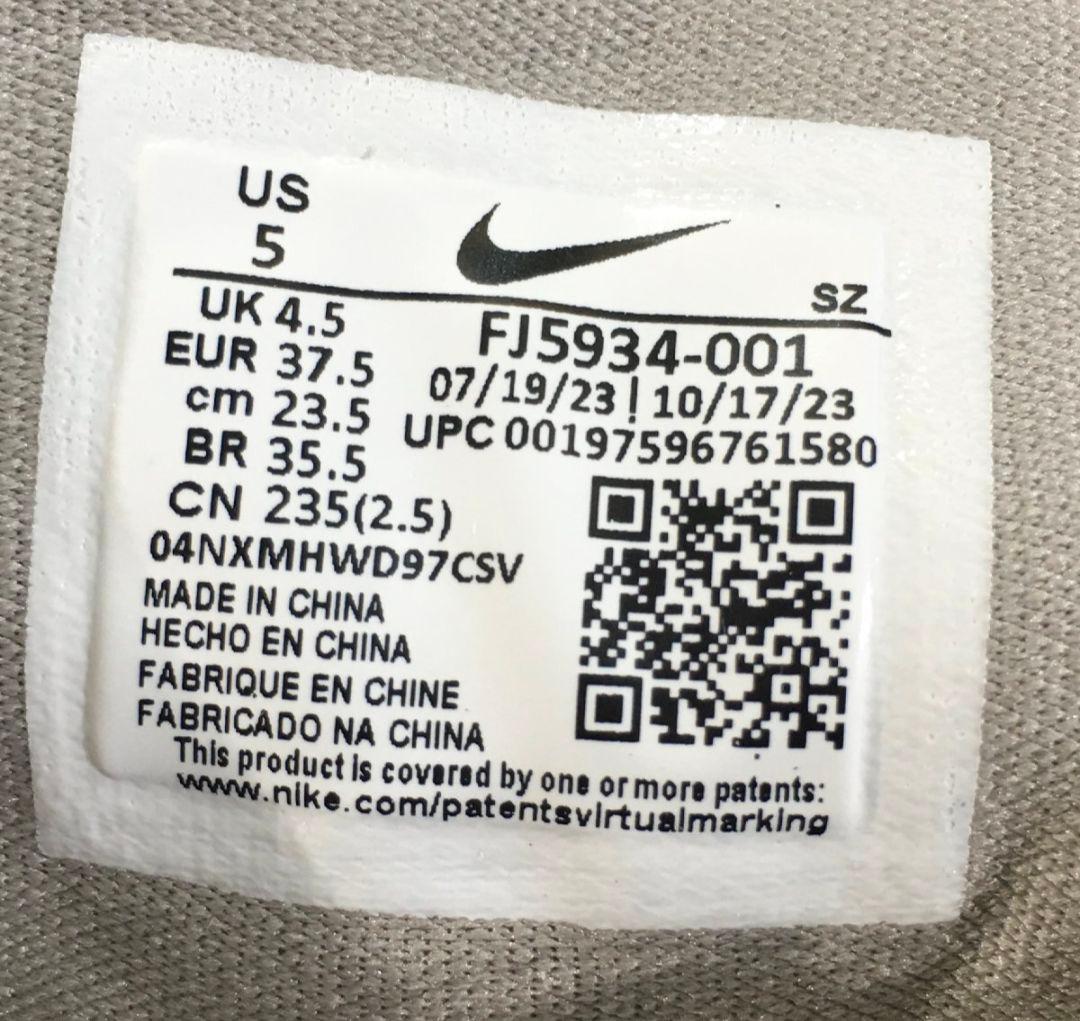 US
5
SZ
UK 4.5
EUR 37.5
cm 23.5
BR 35.5
CN 235(2.5)
FJ5934-001
07/19/23 | 10/17/23
UPC 00197596761580
04NXMHWD97CSV
MADE IN CHINA
HECHO EN CHINA
FABRIQUE EN CHINE
FABRICADO NA CHINA
This product is covered by one or more patents:
www.nike.com/patentsvirtualmarking